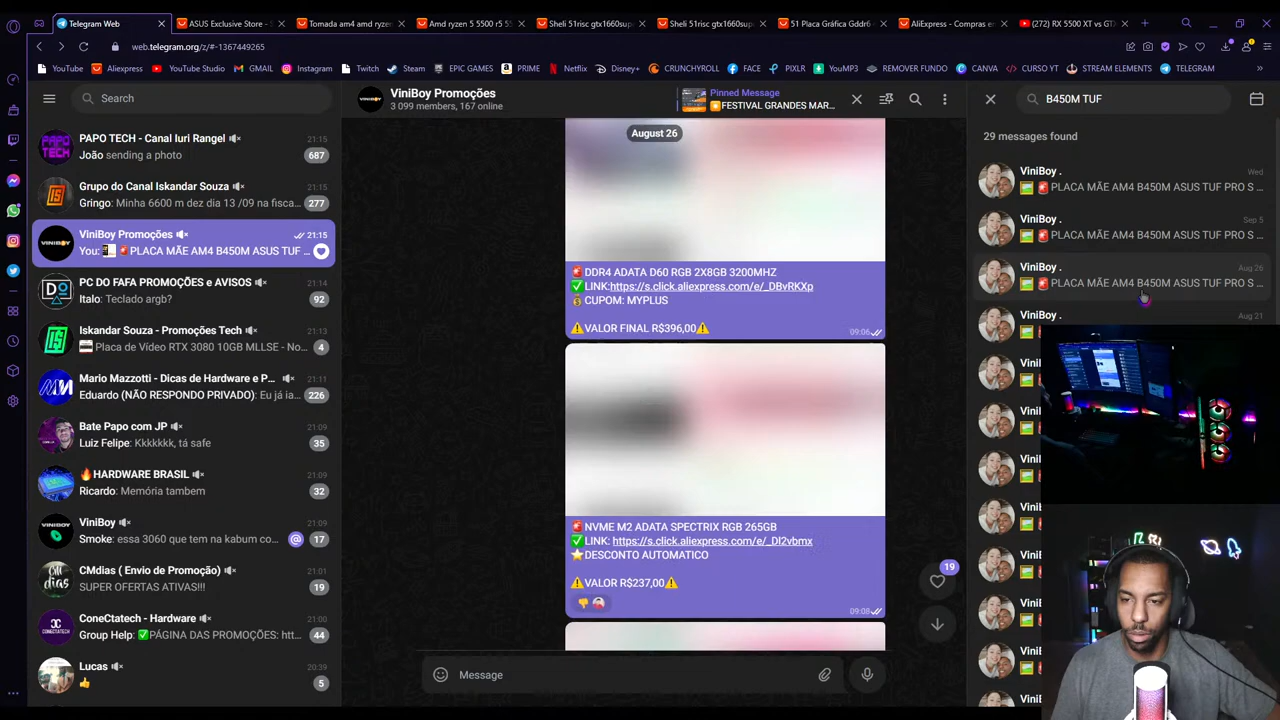 Telegram Web
ASUS Exclusive Store -
Tomada am4 amd ryzen
Amd ryzen 5 5500 r5 55
Sheli 51risc gtx1660supe
Sheli 51risc gtx1660supe
51 Placa Gráfica Gddr6
AliExpress - Compras en
(272) RX 5500 XT vs GT
web.telegram.org/z/#-1367449265
YouTube
Aliexpress
YouTube Studio
GMAIL
Instagram
Twitch
Steam
EPIC GAMES
PRIME
Netflix
Disney+
CRUNCHYROLL
FACE
PIXLR
YouMP3
REMOVER FUNDO
CANVA
CURSO YT
STREAM ELEMENTS
TELEGRAM
Search
PAPO TECH - Canal Iuri Rangel
21:15
João sending a photo
687
Grupo do Canal Iskandar Souza
21:15
Gringo: Minha 6600 m dez dia 13 /09 na fisca...
277
ViniBoy Promoções
21:15
You: 🚨PLACA MÃE AM4 B450M ASUS TUF ...
PC DO FAFA PROMOÇÕES e AVISOS
21:14
Italo: Teclado argb?
92
Iskandar Souza - Promoções Tech
21:13
Placa de Vídeo RTX 3080 10GB MLLSE - No...
4
Mario Mazzotti - Dicas de Hardware e P...
21:11
Eduardo (NÃO RESPONDO PRIVADO): Eu já ia...
226
Bate Papo com JP
21:09
Luiz Felipe: Kkkkkkk, tá safe
35
🔥HARDWARE BRASIL
21:09
Ricardo: Memória tambem
32
ViniBoy
21:09
Smoke: essa 3060 que tem na kabum co...
@
17
CMdias ( Envio de Promoção)
21:01
SUPER OFERTAS ATIVAS!!!
19
ConeCtatech - Hardware
21:00
Group Help: ✅PÁGINA DAS PROMOÇÕES: htt...
44
Lucas
20:39
👍
5
VINIBOY
ViniBoy Promoções
3 099 members, 167 online
Pinned Message
💥FESTIVAL GRANDES MAR...
August 26
🚨DDR4 ADATA D60 RGB 2X8GB 3200MHZ
✅LINK:https://s.click.aliexpress.com/e/_DBvRKXp
💰CUPOM: MYPLUS
⚠️VALOR FINAL R$396,00⚠️
09:06
🚨NVME M2 ADATA SPECTRIX RGB 265GB
✅LINK: https://s.click.aliexpress.com/e/_Dl2vbmx
⭐DESCONTO AUTOMATICO
⚠️VALOR R$237,00⚠️
09:08
19
Message
B450M TUF
29 messages found
ViniBoy .
Wed
🚨PLACA MÃE AM4 B450M ASUS TUF PRO S ...
ViniBoy .
Sep 5
🚨PLACA MÃE AM4 B450M ASUS TUF PRO S ...
ViniBoy .
Aug 26
🚨PLACA MÃE AM4 B450M ASUS TUF PRO S ...
ViniBoy .
Aug 21